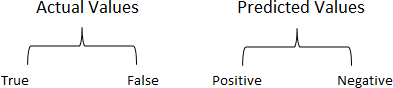 Actual Values Predicted Values
True False Positive Negative